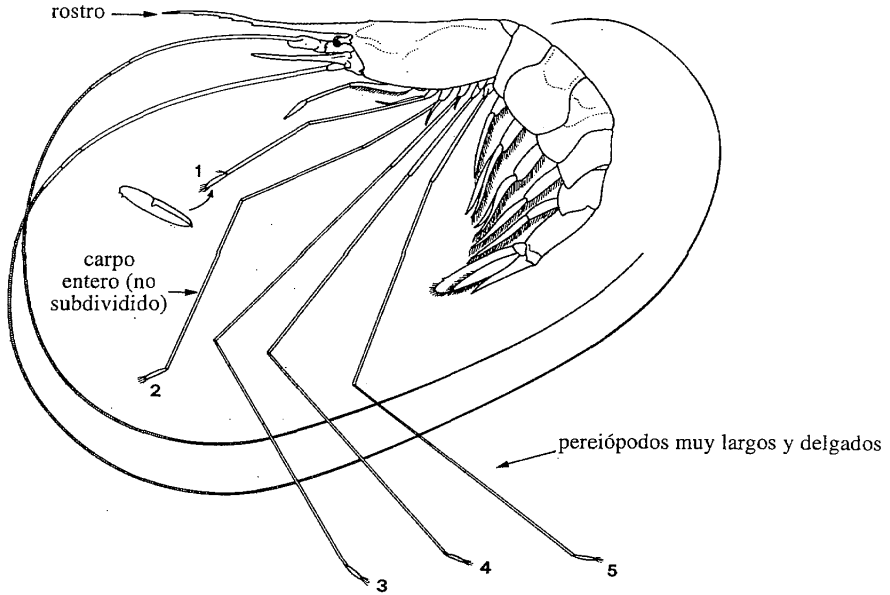 rostro
1
carpo
entero (no
subdividido)
2
pereiópodos muy largos y delgados
3
4
5